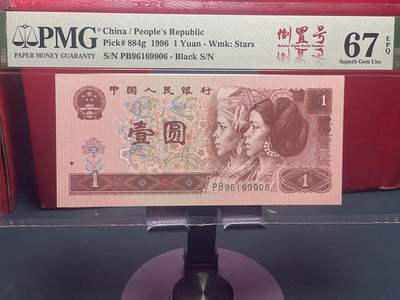 PMG
PAPER MONEY GUARANTY
China / People's Republic
Pick# 884g 1996 1 Yuan - Wmk: Stars
S/N PB96169906 - Black S/N
倒置号
67 EPQ
Superb Gem Unc
中国人民银行
1
壹圆
1
PB96169906
1